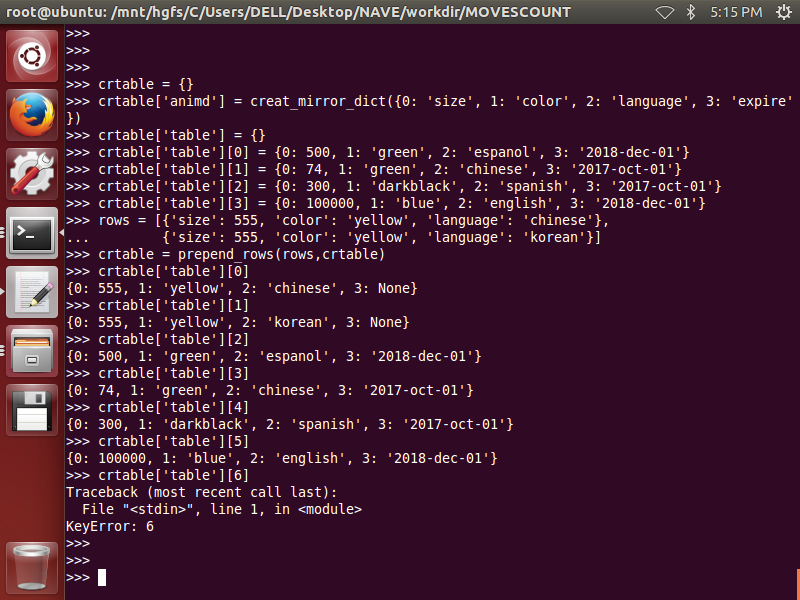 root@ubuntu: /mnt/hgfs/C/Users/DELL/Desktop/NAVE/workdir/MOVESCOUNT 5:15 PM
>>>
>>>
>>>
>>> crtable = {}
>>> crtable['animd'] = creat_mirror_dict({0: 'size', 1: 'color', 2: 'language', 3: 'expire'
})
>>> crtable['table'] = {}
>>> crtable['table'][0] = {0: 500, 1: 'green', 2: 'espanol', 3: '2018-dec-01'}
>>> crtable['table'][1] = {0: 74, 1: 'green', 2: 'chinese', 3: '2017-oct-01'}
>>> crtable['table'][2] = {0: 300, 1: 'darkblack', 2: 'spanish', 3: '2017-oct-01'}
>>> crtable['table'][3] = {0: 100000, 1: 'blue', 2: 'english', 3: '2018-dec-01'}
>>> rows = [{'size': 555, 'color': 'yellow', 'language': 'chinese'},
...         {'size': 555, 'color': 'yellow', 'language': 'korean'}]
>>> crtable = prepend_rows(rows,crtable)
>>> crtable['table'][0]
{0: 555, 1: 'yellow', 2: 'chinese', 3: None}
>>> crtable['table'][1]
{0: 555, 1: 'yellow', 2: 'korean', 3: None}
>>> crtable['table'][2]
{0: 500, 1: 'green', 2: 'espanol', 3: '2018-dec-01'}
>>> crtable['table'][3]
{0: 74, 1: 'green', 2: 'chinese', 3: '2017-oct-01'}
>>> crtable['table'][4]
{0: 300, 1: 'darkblack', 2: 'spanish', 3: '2017-oct-01'}
>>> crtable['table'][5]
{0: 100000, 1: 'blue', 2: 'english', 3: '2018-dec-01'}
>>> crtable['table'][6]
Traceback (most recent call last):
  File "<stdin>", line 1, in <module>
KeyError: 6
>>>
>>>
>>>